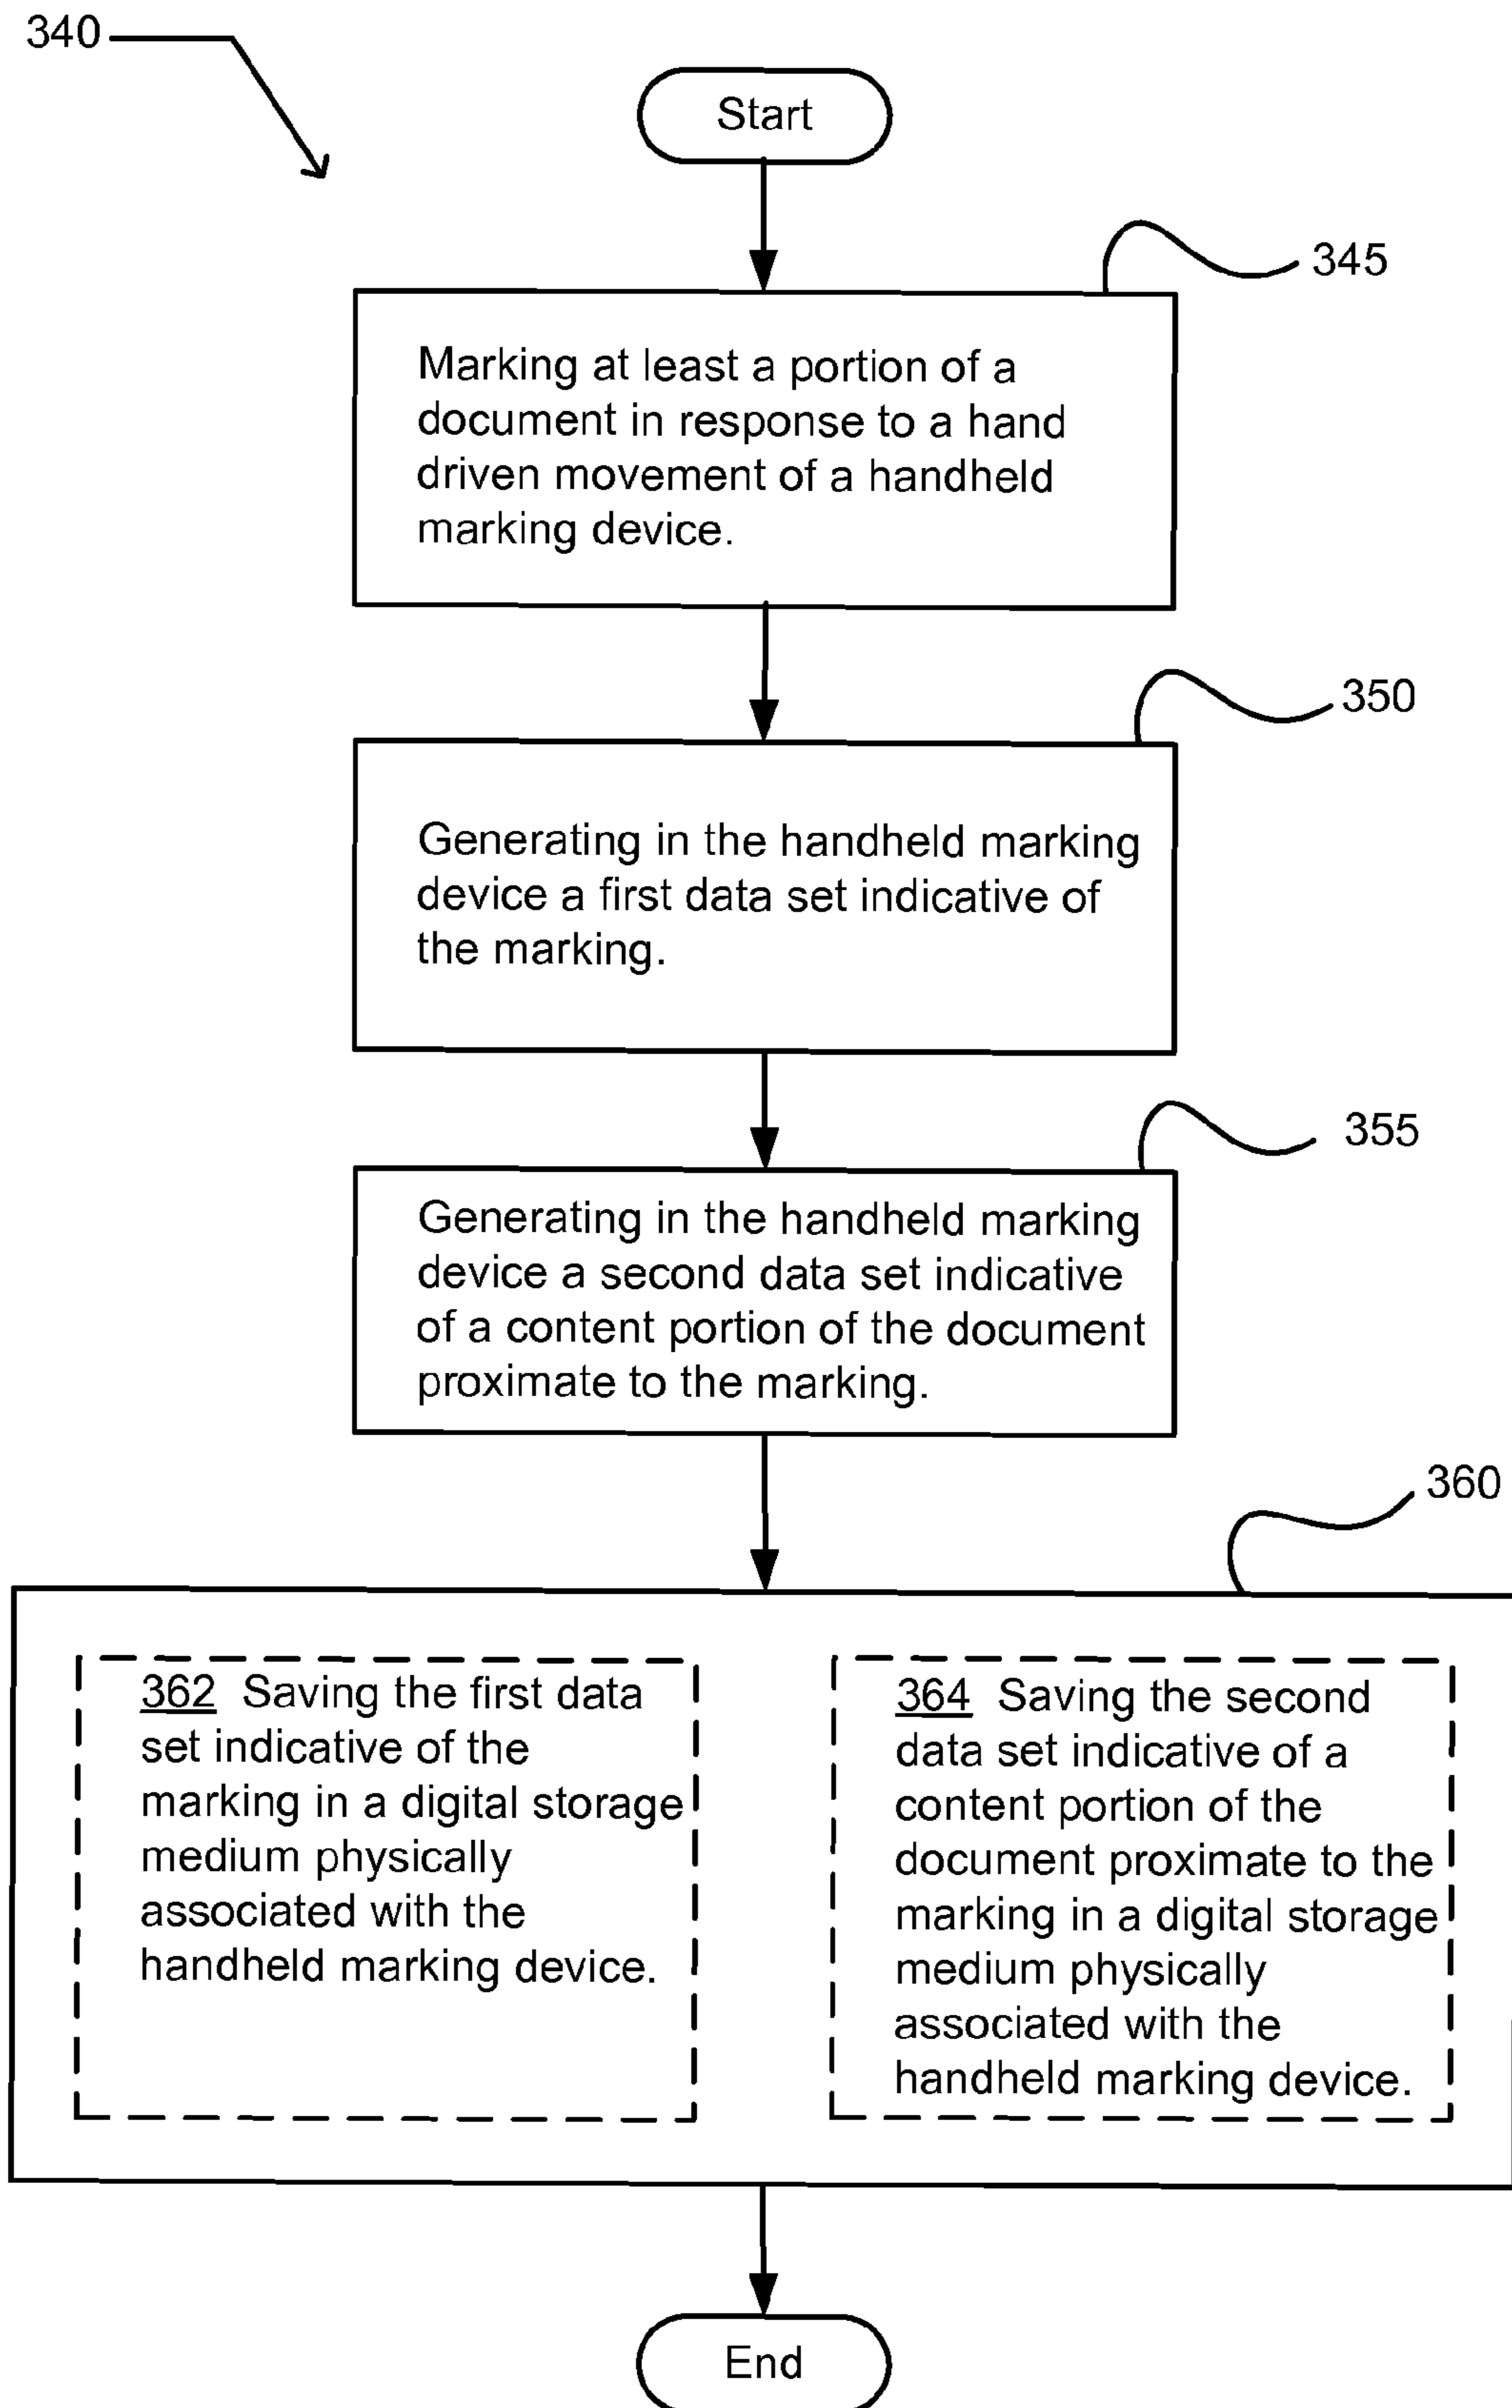 340
Start
345
Marking at least a portion of a
document in response to a hand
driven movement of a handheld
marking device.
350
Generating in the handheld marking
device a first data set indicative of
the marking.
355
Generating in the handheld marking
device a second data set indicative
of a content portion of the document
proximate to the marking.
360
362 Saving the first data
set indicative of the
marking in a digital storage
medium physically
associated with the
handheld marking device.
364 Saving the second
data set indicative of a
content portion of the
document proximate to the
marking in a digital storage
medium physically
associated with the
handheld marking device.
End